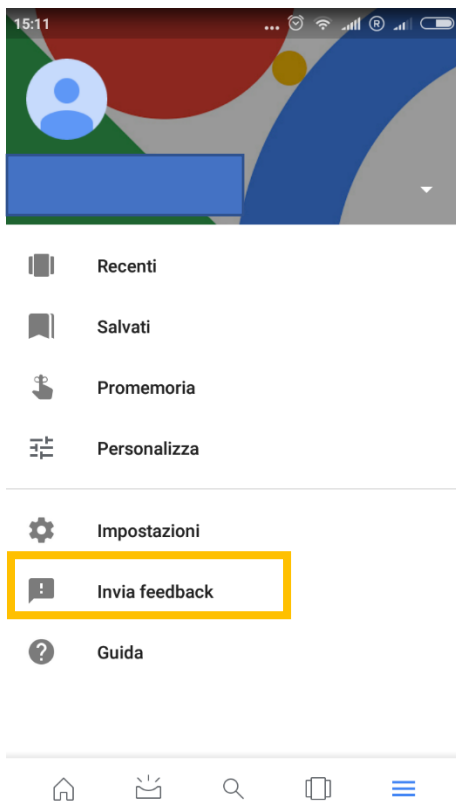 15:11
Recenti
Salvati
Promemoria
Personalizza
Impostazioni
Invia feedback
Guida